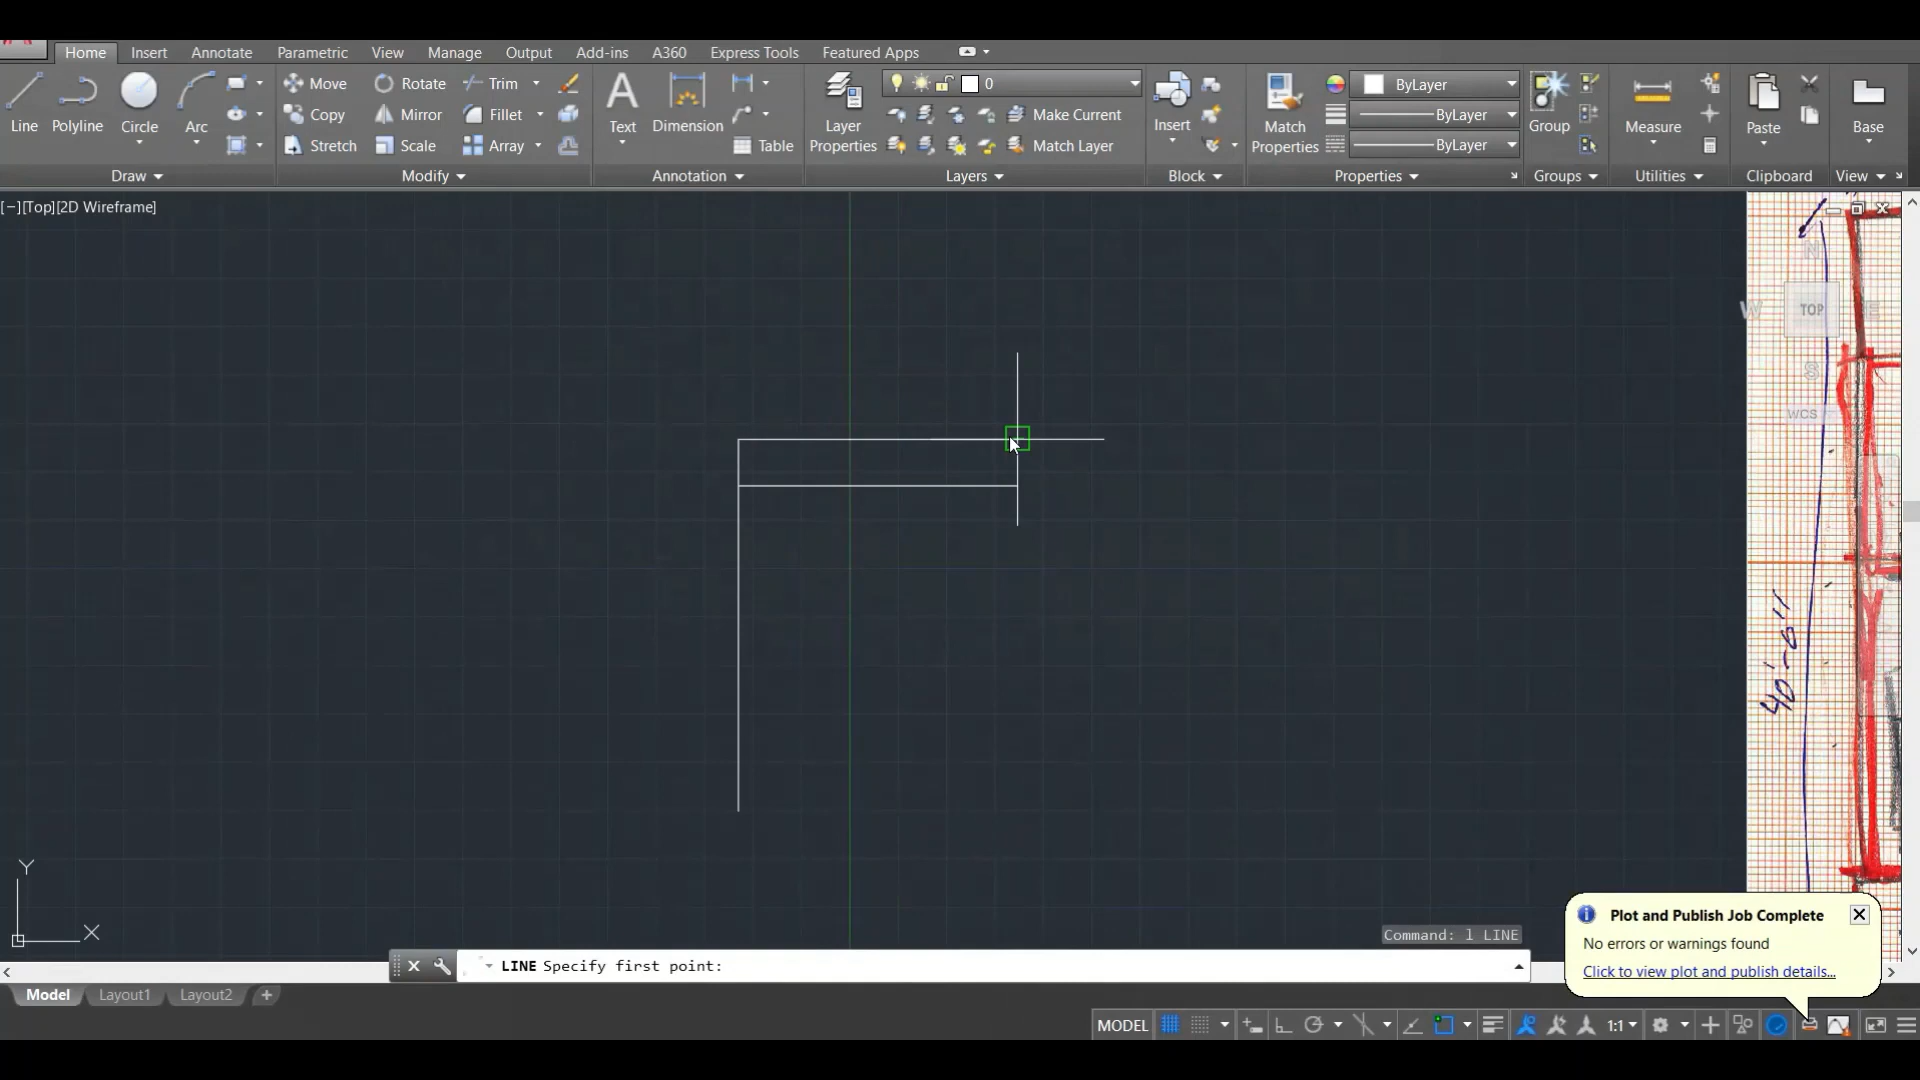 Home Insert Annotate Parametric View Manage Output Add-ins A360 Express Tools Featured Apps
Line Polyline Circle Arc
Move Rotate Trim
Copy Mirror Fillet
Stretch Scale Array
Text Dimension Table
Layer Properties
0
Make Current
Match Layer
Insert
Match Properties
ByLayer
ByLayer
ByLayer
Group
Measure
Paste
Base
Draw Modify Annotation Layers Block Properties Groups Utilities Clipboard View
[−][Top][2D Wireframe]
N
W TOP E
S
WCS
40'-0"
Y
X
Command: l LINE
LINE Specify first point:
Plot and Publish Job Complete
No errors or warnings found
Click to view plot and publish details...
Model Layout1 Layout2
MODEL 1:1